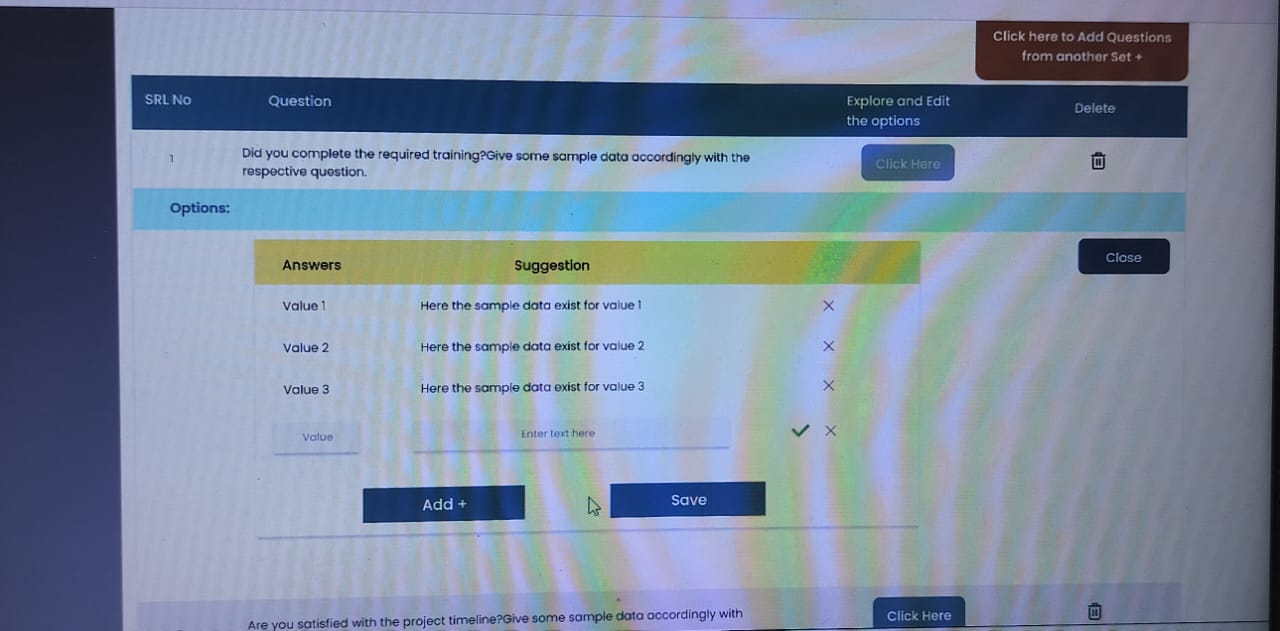 Click here to Add Questions
from another Set +
SRL No
Question
Explore and Edit
the options
Delete
1
Did you complete the required training?Give some sample data accordingly with the
respective question.
Click Here
Options:
Close
Answers
Suggestion
Value 1
Here the sample data exist for value 1
Value 2
Here the sample data exist for value 2
Value 3
Here the sample data exist for value 3
Value
Enter text here
Add +
Save
Are you satisfied with the project timeline?Give some sample data accordingly with
Click Here